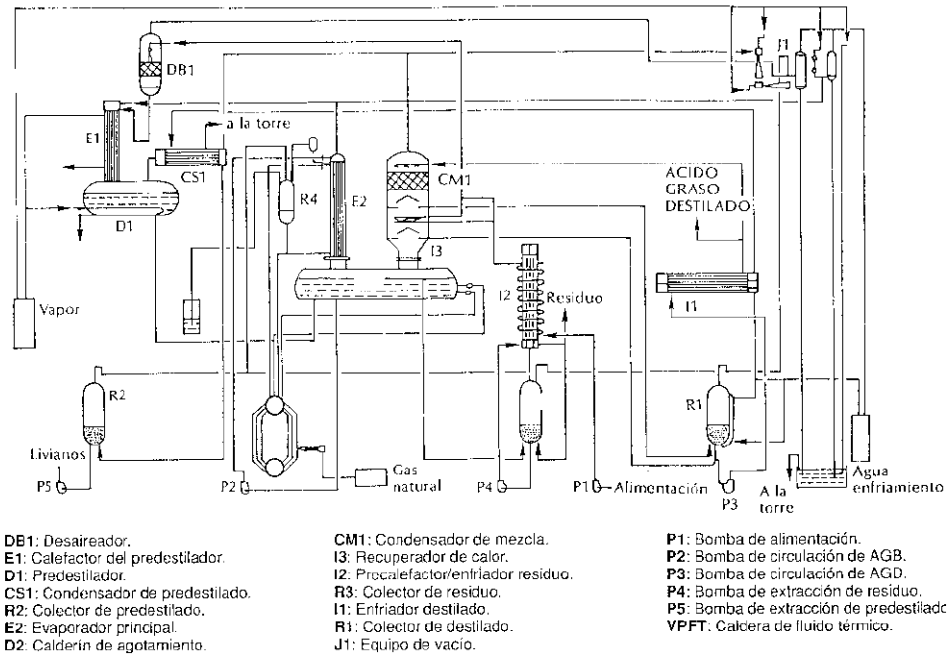 J1
DB1
a la torre
E1
CS1
CM1
ACIDO
GRASO
DESTILADO
R4
E2
D1
I3
I2
Residuo
I1
Vapor
R2
R1
Livianos
P5
P2
Gas
natural
P4
P1
Alimentación
P3
A la
torre
Agua
enfriamiento
DB1: Desaireador.
E1: Calefactor del predestilador.
D1: Predestilador.
CS1: Condensador de predestilado.
R2: Colector de predestilado.
E2: Evaporador principal.
D2: Calderín de agotamiento.
CM1: Condensador de mezcla.
I3: Recuperador de calor.
I2: Precalefactor/enfriador residuo.
R3: Colector de residuo.
I1: Enfriador destilado.
R1: Colector de destilado.
J1: Equipo de vacío.
P1: Bomba de alimentación.
P2: Bomba de circulación de AGB.
P3: Bomba de circulación de AGD.
P4: Bomba de extracción de residuo.
P5: Bomba de extracción de predestilado
VPFT: Caldera de fluido térmico.